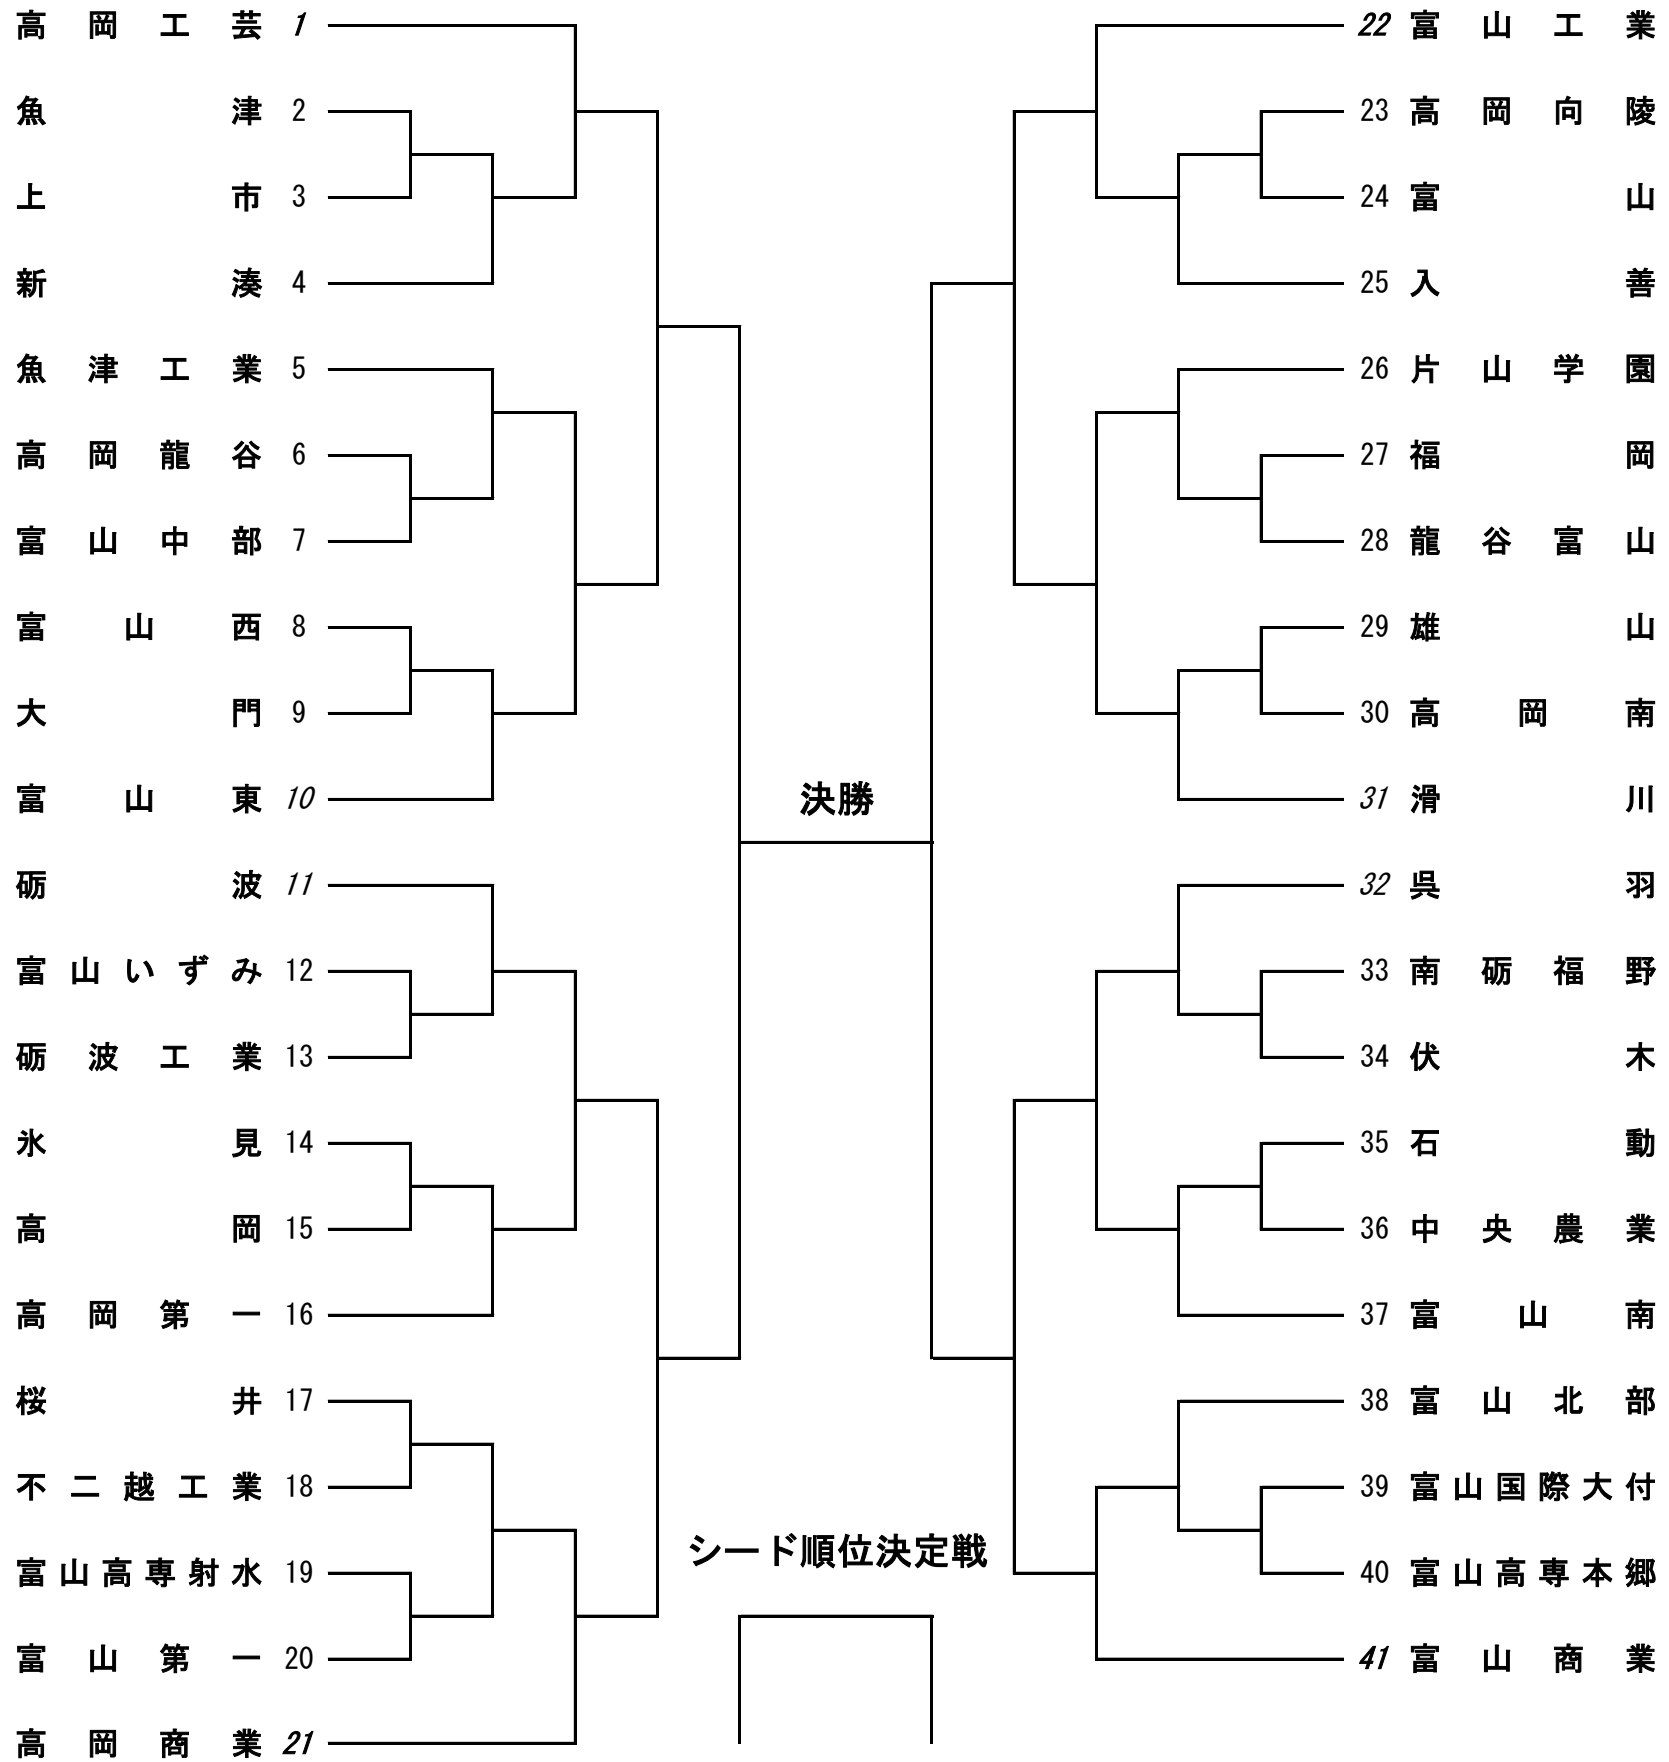 高岡工芸 1
魚津 2
上市 3
新湊 4
魚津工業 5
高岡龍谷 6
富山中部 7
富山西 8
大門 9
富山東 10
砺波 11
富山いずみ 12
砺波工業 13
氷見 14
高岡 15
高岡第一 16
桜井 17
不二越工業 18
富山高専射水 19
富山第一 20
高岡商業 21
決勝
シード順位決定戦
22 富山工業
23 高岡向陵
24 富山
25 入善
26 片山学園
27 福岡
28 龍谷富山
29 雄山
30 高岡南
31 滑川
32 呉羽
33 南砺福野
34 伏木
35 石動
36 中央農業
37 富山南
38 富山北部
39 富山国際大付
40 富山高専本郷
41 富山商業